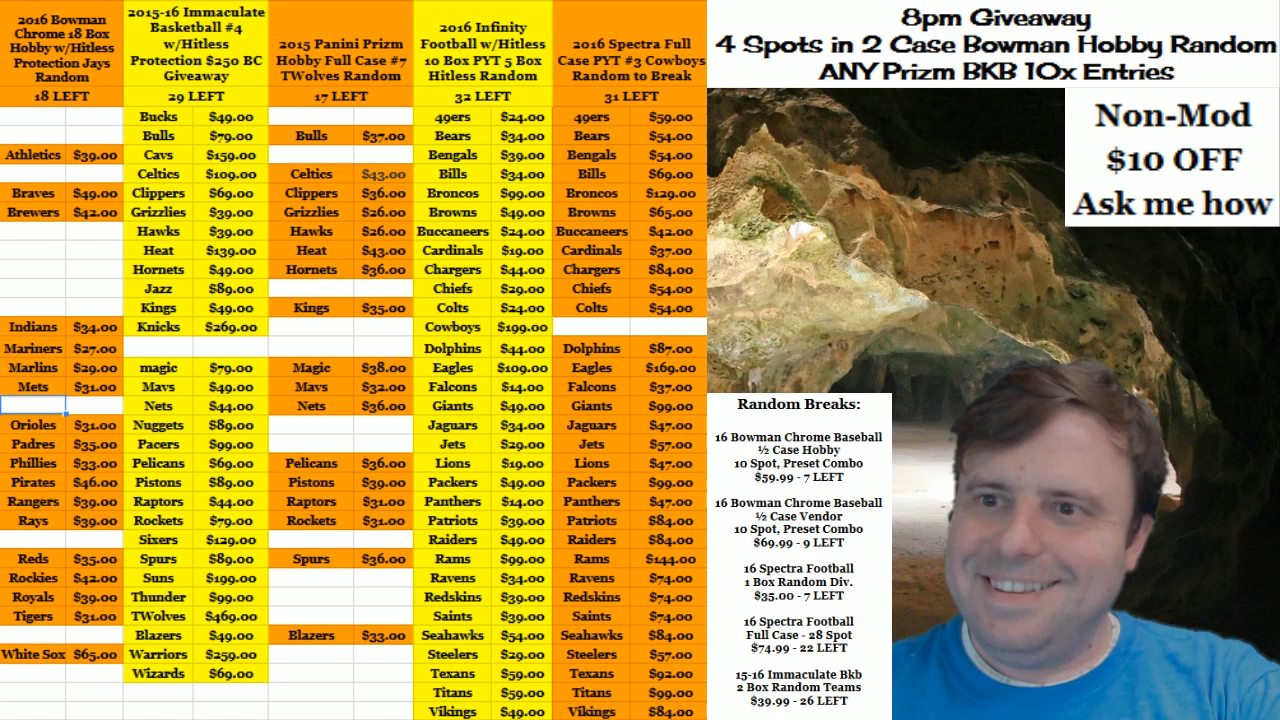 2016 Bowman
Chrome 18 Box
Hobby w/Hitless
Protection Jays
Random
18 LEFT
Athletics $39.00
Braves $49.00
Brewers $42.00
Indians $34.00
Mariners $27.00
Marlins $29.00
Mets $31.00
Orioles $31.00
Padres $35.00
Phillies $33.00
Pirates $46.00
Rangers $39.00
Rays $39.00
Reds $35.00
Rockies $42.00
Royals $39.00
Tigers $31.00
White Sox $65.00
2015-16 Immaculate
Basketball #4
w/Hitless
Protection $250 BC
Giveaway
29 LEFT
Bucks $49.00
Bulls $79.00
Cavs $159.00
Celtics $109.00
Clippers $69.00
Grizzlies $39.00
Hawks $39.00
Heat $139.00
Hornets $49.00
Jazz $89.00
Kings $49.00
Knicks $269.00
magic $79.00
Mavs $49.00
Nets $44.00
Nuggets $89.00
Pacers $99.00
Pelicans $69.00
Pistons $89.00
Raptors $44.00
Rockets $79.00
Sixers $129.00
Spurs $89.00
Suns $199.00
Thunder $99.00
TWolves $469.00
Blazers $49.00
Warriors $259.00
Wizards $69.00
2015 Panini Prizm
Hobby Full Case #7
TWolves Random
17 LEFT
Bulls $37.00
Celtics $43.00
Clippers $36.00
Grizzlies $26.00
Hawks $26.00
Heat $43.00
Hornets $36.00
Kings $35.00
Magic $38.00
Mavs $32.00
Nets $36.00
Pelicans $36.00
Pistons $39.00
Raptors $31.00
Rockets $31.00
Spurs $36.00
Blazers $33.00
2016 Infinity
Football w/Hitless
10 Box PYT 5 Box
Hitless Random
32 LEFT
49ers $24.00
Bears $34.00
Bengals $39.00
Bills $34.00
Broncos $99.00
Browns $49.00
Buccaneers $24.00
Cardinals $19.00
Chargers $44.00
Chiefs $29.00
Colts $24.00
Cowboys $199.00
Dolphins $44.00
Eagles $109.00
Falcons $14.00
Giants $49.00
Jaguars $34.00
Jets $29.00
Lions $19.00
Packers $49.00
Panthers $14.00
Patriots $39.00
Raiders $49.00
Rams $99.00
Ravens $34.00
Redskins $39.00
Saints $39.00
Seahawks $54.00
Steelers $29.00
Texans $59.00
Titans $59.00
Vikings $49.00
2016 Spectra Full
Case PYT #3 Cowboys
Random to Break
31 LEFT
49ers $59.00
Bears $54.00
Bengals $54.00
Bills $69.00
Broncos $129.00
Browns $65.00
Buccaneers $42.00
Cardinals $37.00
Chargers $84.00
Chiefs $54.00
Colts $54.00
Dolphins $87.00
Eagles $169.00
Falcons $37.00
Giants $99.00
Jaguars $47.00
Jets $57.00
Lions $47.00
Packers $99.00
Panthers $47.00
Patriots $84.00
Raiders $84.00
Rams $144.00
Ravens $74.00
Redskins $74.00
Saints $74.00
Seahawks $84.00
Steelers $57.00
Texans $92.00
Titans $99.00
Vikings $84.00
8pm Giveaway
4 Spots in 2 Case Bowman Hobby Random
ANY Prizm BKB 10x Entries
Non-Mod
$10 OFF
Ask me how
Random Breaks:
16 Bowman Chrome Baseball
½ Case Hobby
10 Spot, Preset Combo
$59.99 - 7 LEFT
16 Bowman Chrome Baseball
½ Case Vendor
10 Spot, Preset Combo
$69.99 - 9 LEFT
16 Spectra Football
1 Box Random Div.
$35.00 - 7 LEFT
16 Spectra Football
Full Case - 28 Spot
$74.99 - 22 LEFT
15-16 Immaculate Bkb
2 Box Random Teams
$39.99 - 26 LEFT